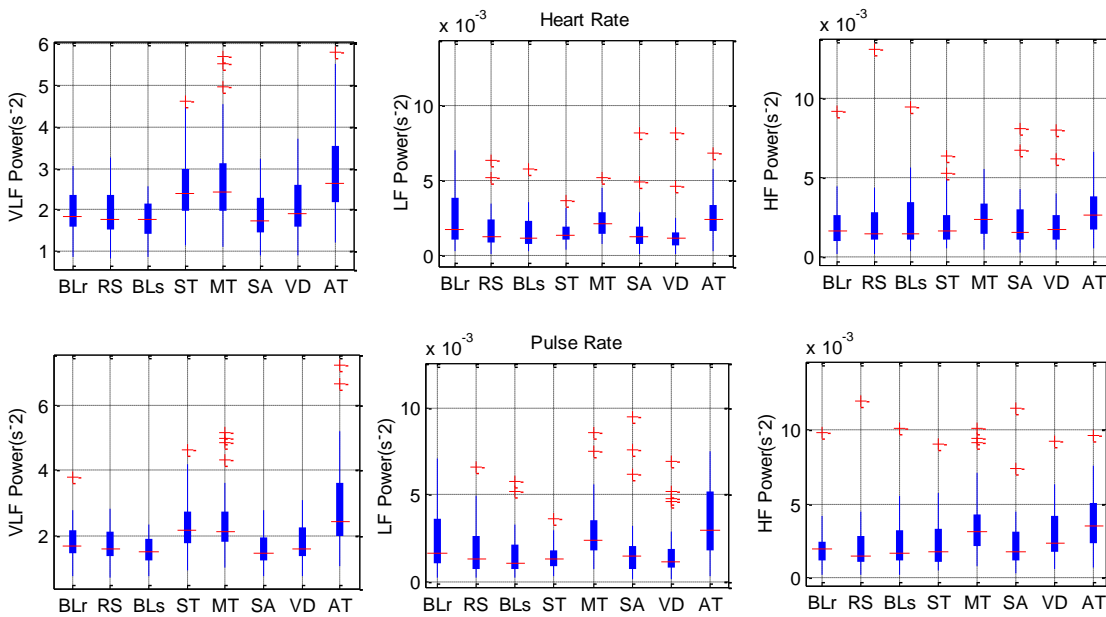 x 10⁻³ Heart Rate x 10⁻³
VLF Power(s⁻2)
6
5
4
3
2
1
BLr RS BLs ST MT SA VD AT
LF Power(s⁻2)
10
5
0
BLr RS BLs ST MT SA VD AT
HF Power(s⁻2)
10
5
0
BLr RS BLs ST MT SA VD AT
x 10⁻³ Pulse Rate x 10⁻³
VLF Power(s⁻2)
6
4
2
BLr RS BLs ST MT SA VD AT
LF Power(s⁻2)
10
5
0
BLr RS BLs ST MT SA VD AT
HF Power(s⁻2)
10
5
0
BLr RS BLs ST MT SA VD AT